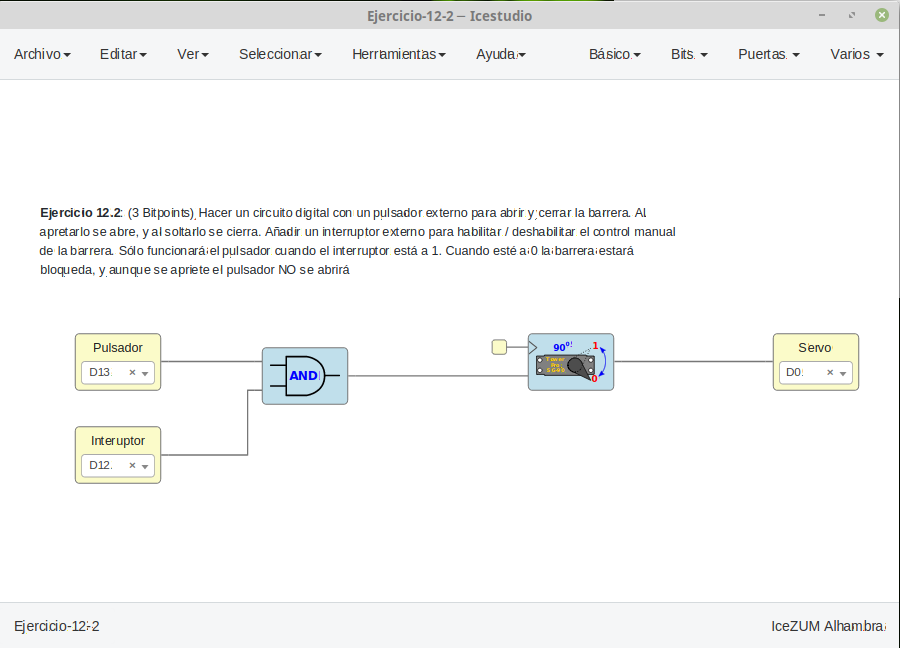 Ejercicio-12-2 – Icestudio
Archivo Editar Ver Seleccionar Herramientas Ayuda Básico Bits Puertas Varios
Ejercicio 12.2: (3 Bitpoints) Hacer un circuito digital con un pulsador externo para abrir y cerrar la barrera. Al
apretarlo se abre, y al soltarlo se cierra. Añadir un interruptor externo para habilitar / deshabilitar el control manual
de la barrera. Sólo funcionará el pulsador cuando el interruptor está a 1. Cuando esté a 0 la barrera estará
bloqueda, y aunque se apriete el pulsador NO se abrirá
Pulsador
D13
Interuptor
D12
AND
90º
1
0
Servo
D0
Ejercicio-12-2
IceZUM Alhambra